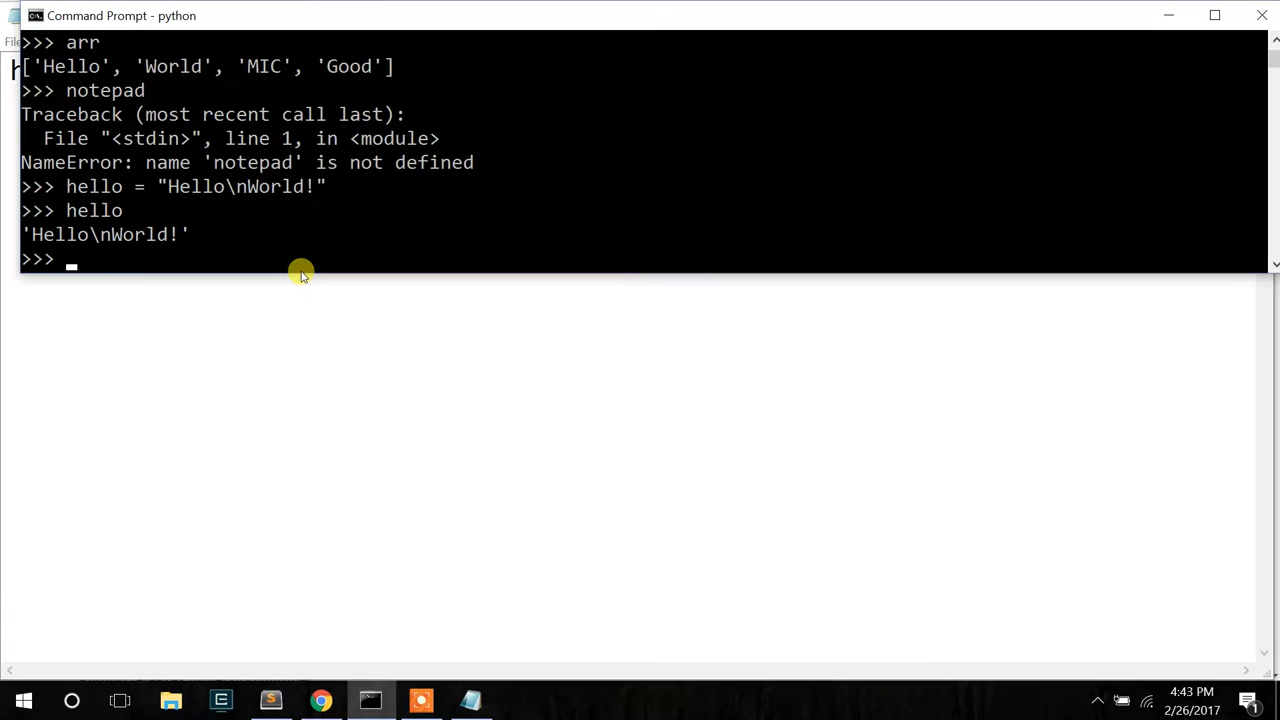 Command Prompt - python
File
h
>>> arr
['Hello', 'World', 'MIC', 'Good']
>>> notepad
Traceback (most recent call last):
  File "<stdin>", line 1, in <module>
NameError: name 'notepad' is not defined
>>> hello = "Hello\nWorld!"
>>> hello
'Hello\nWorld!'
>>>
4:43 PM
2/26/2017
1